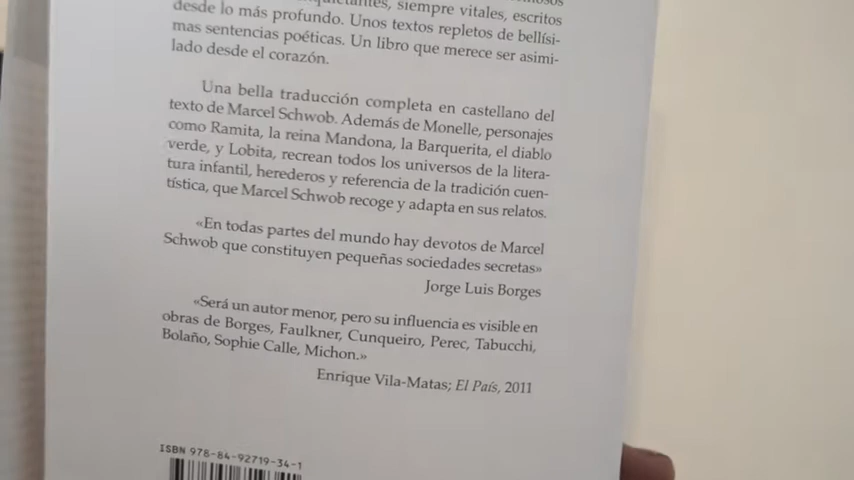 siempre vitales, escritos
desde lo más profundo. Unos textos repletos de bellísi-
mas sentencias poéticas. Un libro que merece ser asimi-
lado desde el corazón.
Una bella traducción completa en castellano del
texto de Marcel Schwob. Además de Monelle, personajes
como Ramita, la reina Mandona, la Barquerita, el diablo
verde, y Lobita, recrean todos los universos de la litera-
tura infantil, herederos y referencia de la tradición cuen-
tística, que Marcel Schwob recoge y adapta en sus relatos.
«En todas partes del mundo hay devotos de Marcel
Schwob que constituyen pequeñas sociedades secretas»
Jorge Luis Borges
«Será un autor menor, pero su influencia es visible en
obras de Borges, Faulkner, Cunqueiro, Perec, Tabucchi,
Bolaño, Sophie Calle, Michon.»
Enrique Vila-Matas; El País, 2011
ISBN 978-84-92719-34-1